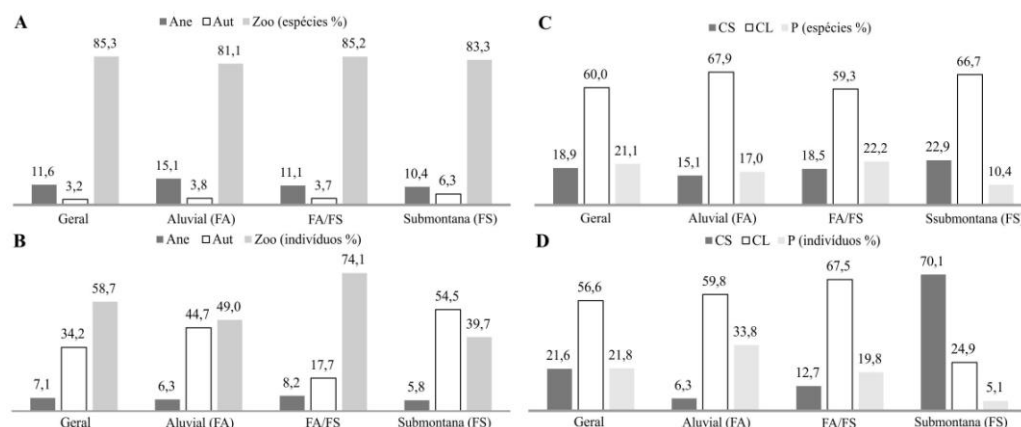 A
Ane Aut Zoo (espécies %)
85,3 81,1 85,2 83,3
11,6 3,2 15,1 3,8 11,1 3,7 10,4 6,3
Geral Aluvial (FA) FA/FS Submontana (FS)
B
Ane Aut Zoo (indivíduos %)
74,1
58,7 54,5
34,2 44,7 49,0 39,7
7,1 6,3 8,2 17,7 5,8
Geral Aluvial (FA) FA/FS Submontana (FS)
C
CS CL P (espécies %)
60,0 67,9 59,3 66,7
18,9 21,1 15,1 17,0 18,5 22,2 22,9 10,4
Geral Aluvial (FA) FA/FS Ssubmontana (FS)
D
CS CL P (indivíduos %)
70,1
56,6 59,8 67,5
21,6 21,8 6,3 33,8 12,7 19,8 24,9 5,1
Geral Aluvial (FA) FA/FS Submontana (FS)